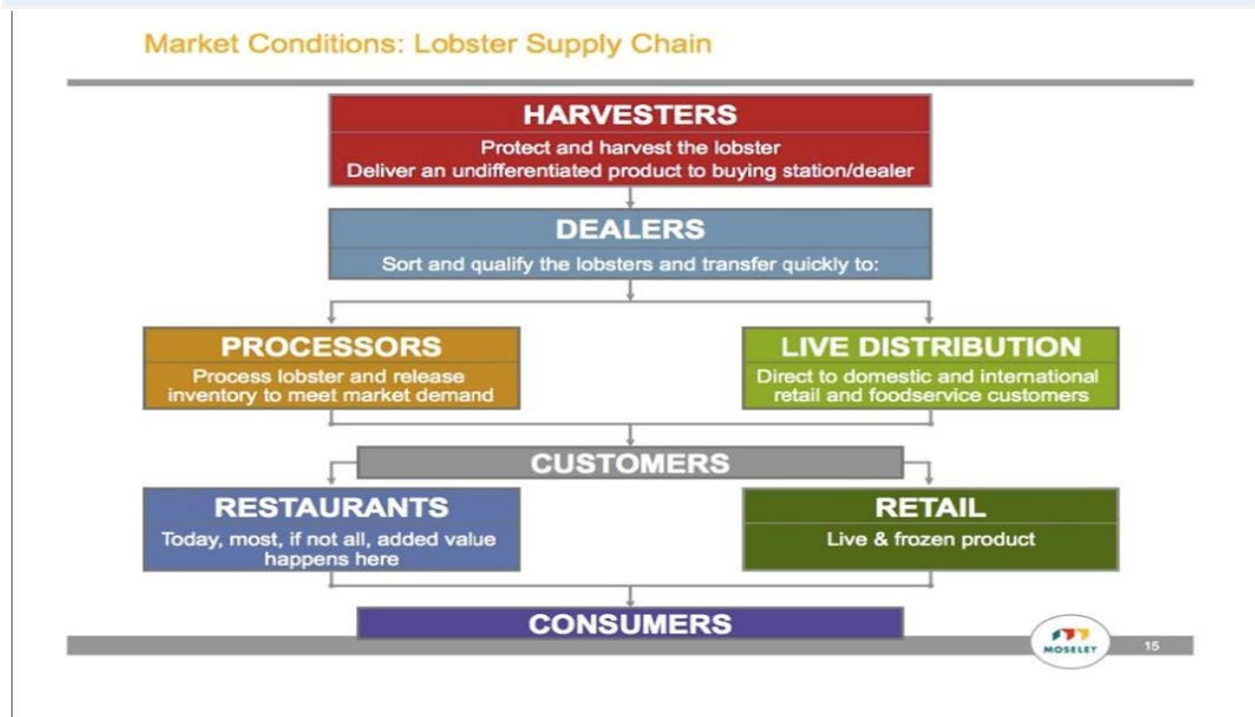 Market Conditions: Lobster Supply Chain
HARVESTERS
Protect and harvest the lobster
Deliver an undifferentiated product to buying station/dealer
DEALERS
Sort and qualify the lobsters and transfer quickly to:
PROCESSORS
Process lobster and release
inventory to meet market demand
LIVE DISTRIBUTION
Direct to domestic and international
retail and foodservice customers
CUSTOMERS
RESTAURANTS
Today, most, if not all, added value
happens here
RETAIL
Live & frozen product
CONSUMERS
MOSELEY
15